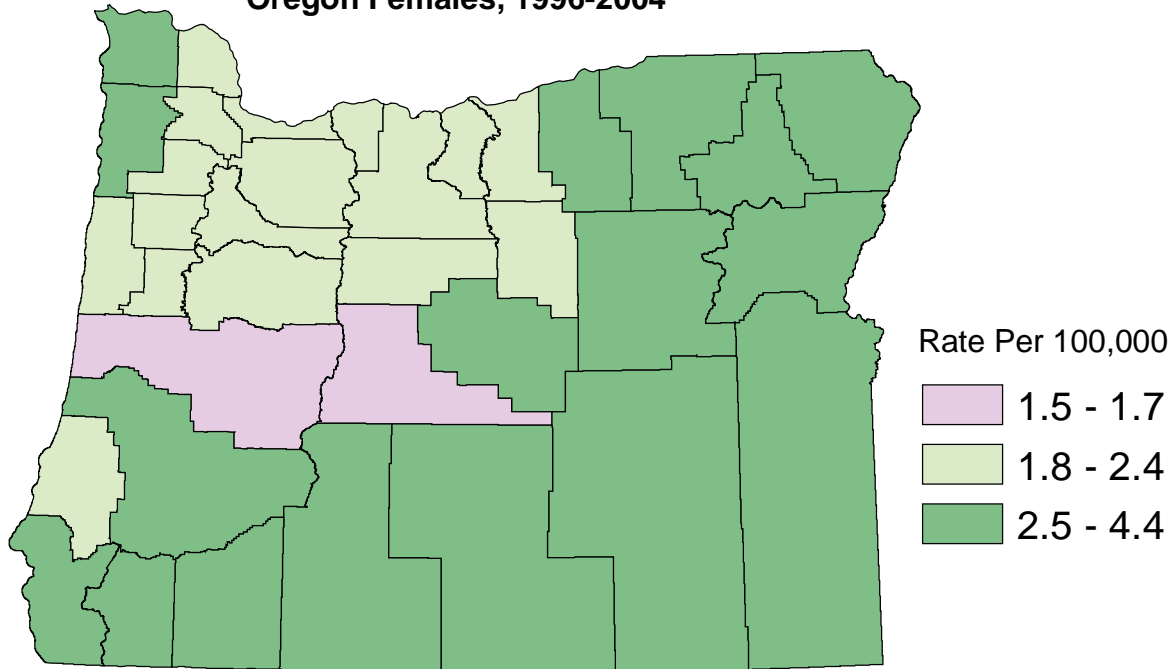 Oregon Females, 1996-2004
Rate Per 100,000
1.5 - 1.7
1.8 - 2.4
2.5 - 4.4